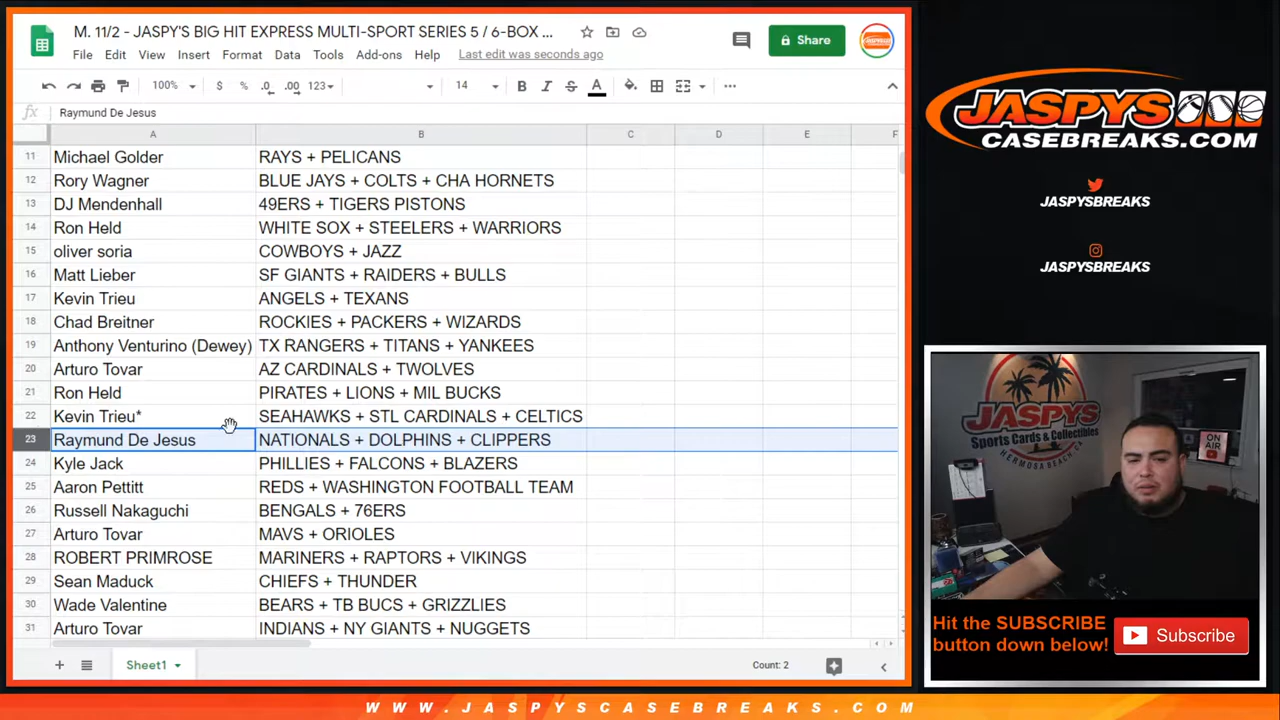 M. 11/2 - JASPY'S BIG HIT EXPRESS MULTI-SPORT SERIES 5 / 6-BOX ...
File Edit View Insert Format Data Tools Add-ons Help Last edit was seconds ago
Share
100% $ % .0 .00 123 14 B I S A ...
fx Raymund De Jesus
A B C D E F
11 Michael Golder RAYS + PELICANS
12 Rory Wagner BLUE JAYS + COLTS + CHA HORNETS
13 DJ Mendenhall 49ERS + TIGERS PISTONS
14 Ron Held WHITE SOX + STEELERS + WARRIORS
15 oliver soria COWBOYS + JAZZ
16 Matt Lieber SF GIANTS + RAIDERS + BULLS
17 Kevin Trieu ANGELS + TEXANS
18 Chad Breitner ROCKIES + PACKERS + WIZARDS
19 Anthony Venturino (Dewey) TX RANGERS + TITANS + YANKEES
20 Arturo Tovar AZ CARDINALS + TWOLVES
21 Ron Held PIRATES + LIONS + MIL BUCKS
22 Kevin Trieu* SEAHAWKS + STL CARDINALS + CELTICS
23 Raymund De Jesus NATIONALS + DOLPHINS + CLIPPERS
24 Kyle Jack PHILLIES + FALCONS + BLAZERS
25 Aaron Pettitt REDS + WASHINGTON FOOTBALL TEAM
26 Russell Nakaguchi BENGALS + 76ERS
27 Arturo Tovar MAVS + ORIOLES
28 ROBERT PRIMROSE MARINERS + RAPTORS + VIKINGS
29 Sean Maduck CHIEFS + THUNDER
30 Wade Valentine BEARS + TB BUCS + GRIZZLIES
31 Arturo Tovar INDIANS + NY GIANTS + NUGGETS
Sheet1 Count: 2
JASPYS
CASEBREAKS.COM
JASPYSBREAKS
JASPYSBREAKS
JASPYS
Sports Cards & Collectibles
HERMOSA BEACH, CA
ON
AIR
Hit the SUBSCRIBE
button down below!
Subscribe
WWW.JASPYSCASEBREAKS.COM